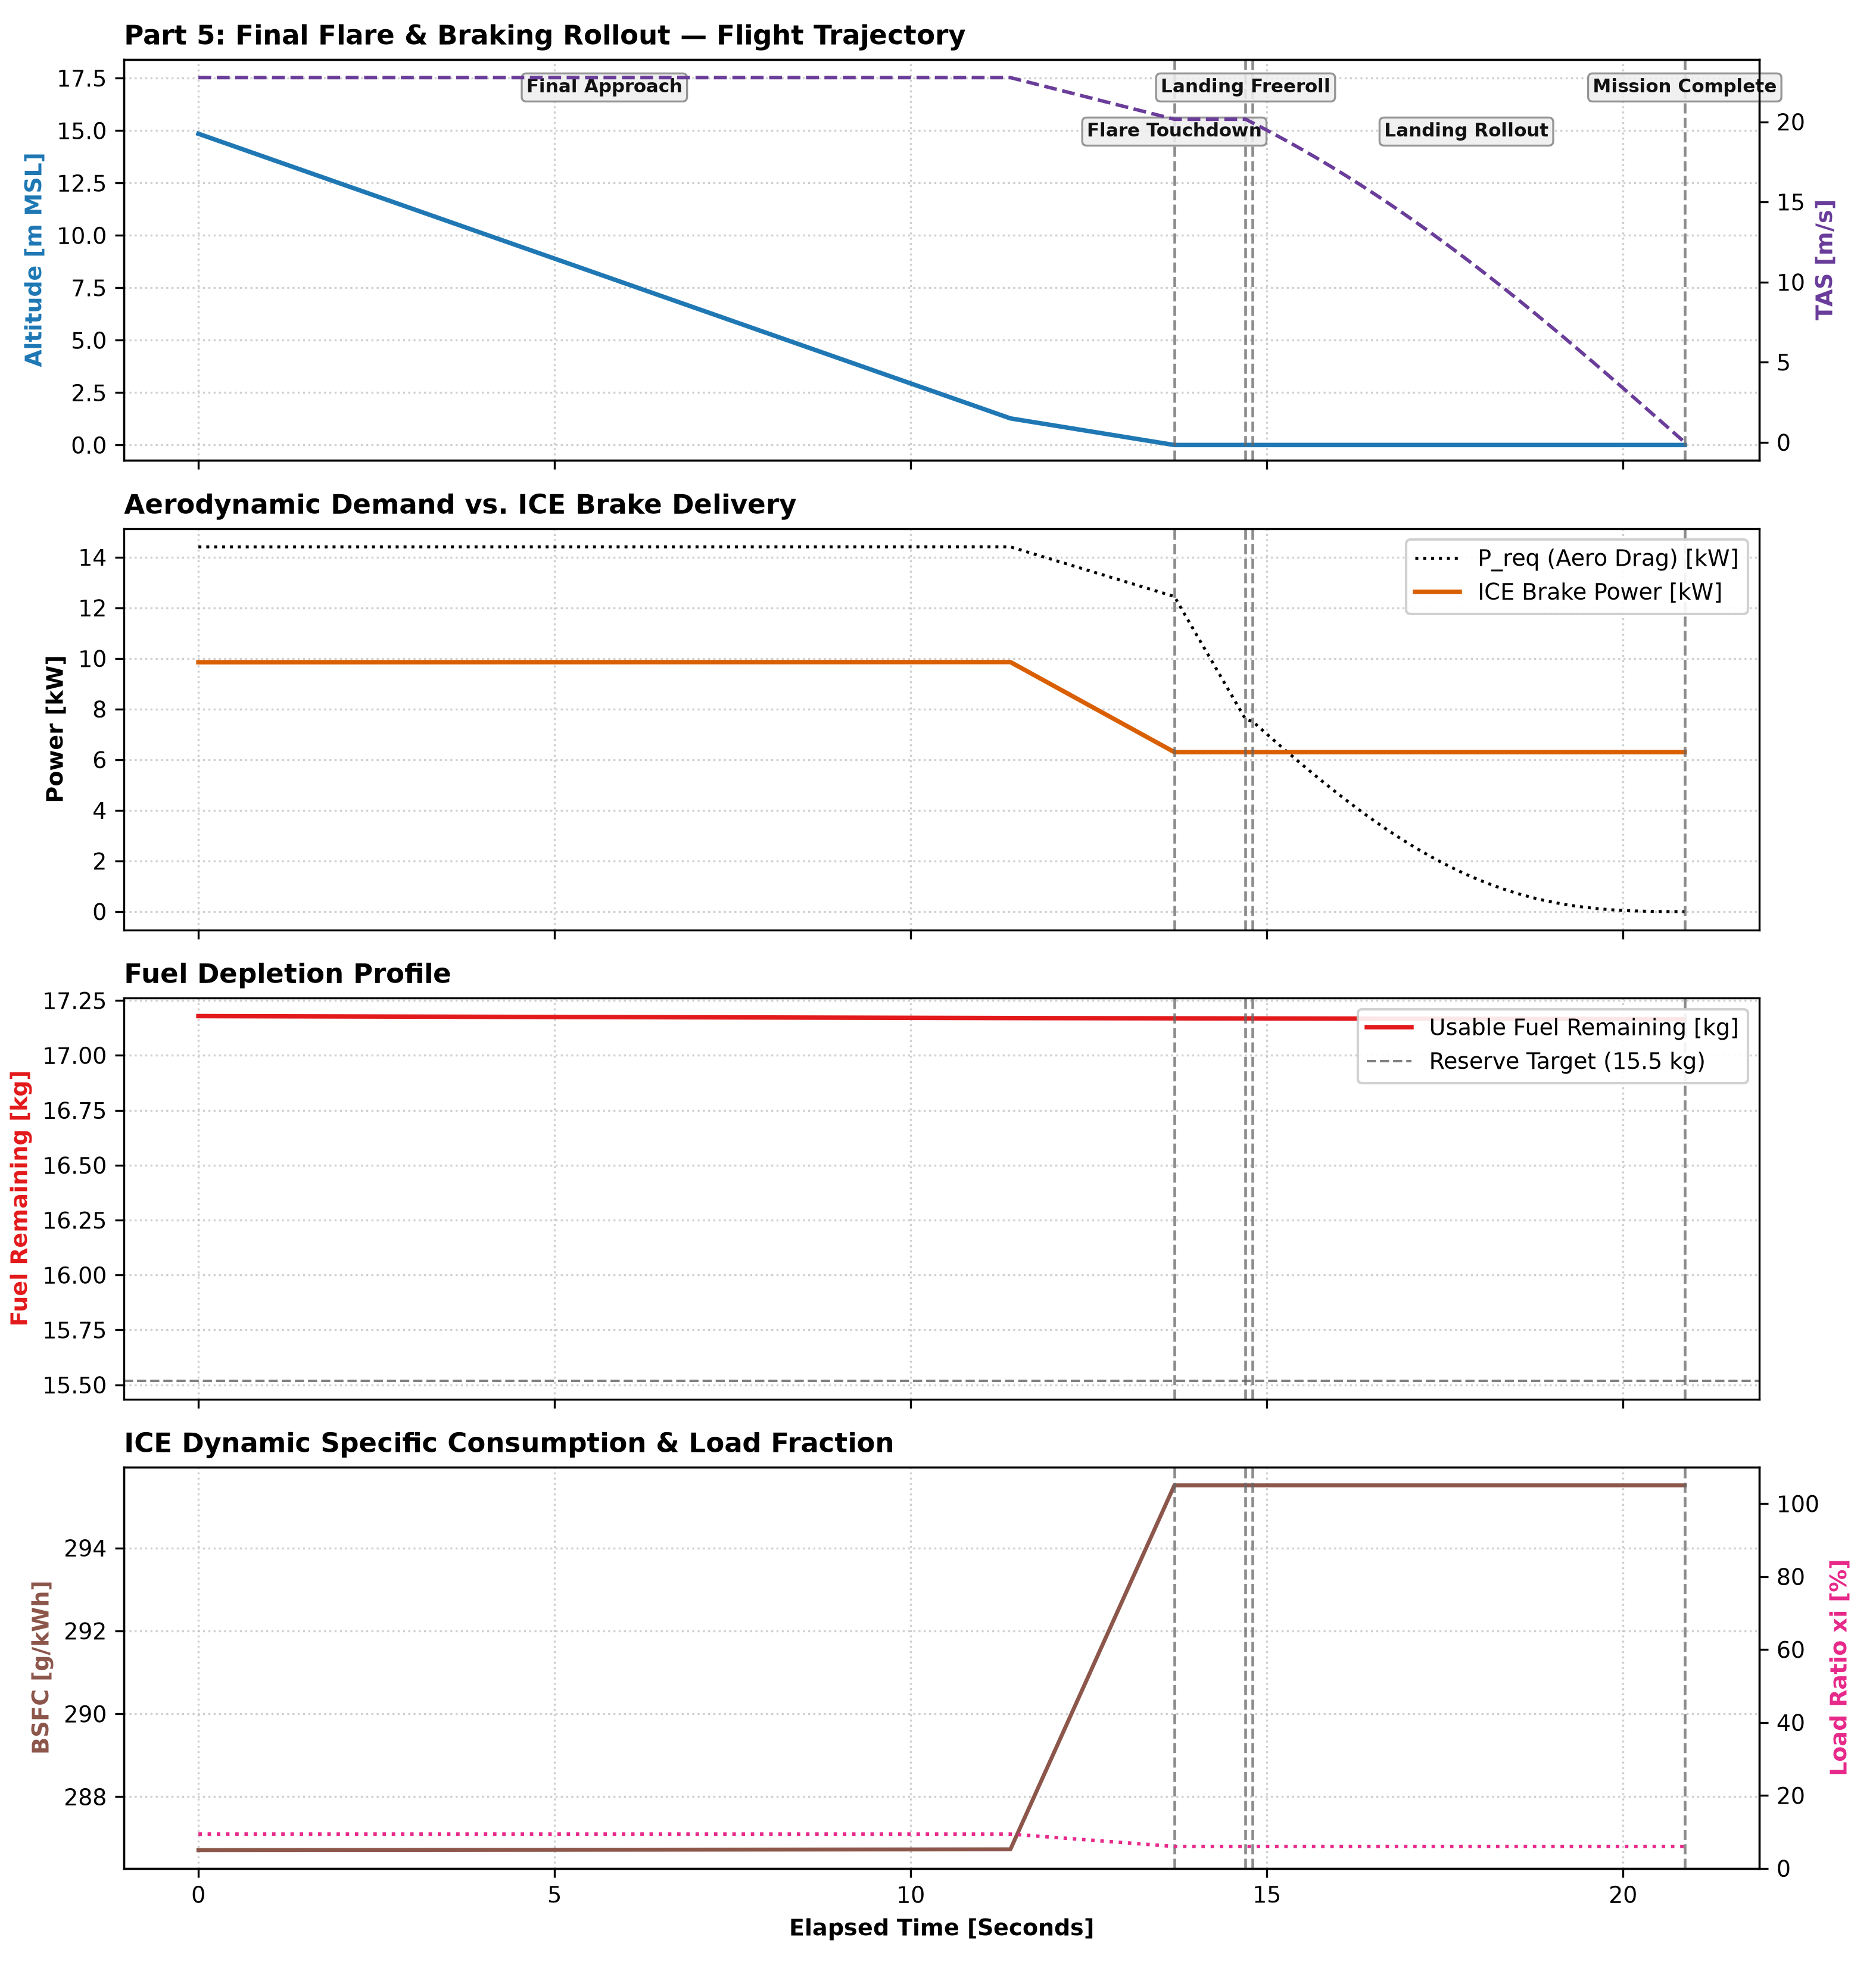 Part 5: Final Flare & Braking Rollout — Flight Trajectory
17.5
15.0
12.5
10.0
7.5
5.0
2.5
0.0
Altitude [m MSL]
Final Approach
Landing Freeroll
Mission Complete
Flare Touchdown
Landing Rollout
20
15
10
5
0
TAS [m/s]
Aerodynamic Demand vs. ICE Brake Delivery
14
12
10
8
6
4
2
0
Power [kW]
P_req (Aero Drag) [kW]
ICE Brake Power [kW]
Fuel Depletion Profile
17.25
17.00
16.75
16.50
16.25
16.00
15.75
15.50
Fuel Remaining [kg]
Usable Fuel Remaining [kg]
Reserve Target (15.5 kg)
ICE Dynamic Specific Consumption & Load Fraction
294
292
290
288
BSFC [g/kWh]
100
80
60
40
20
0
Load Ratio xi [%]
0 5 10 15 20
Elapsed Time [Seconds]